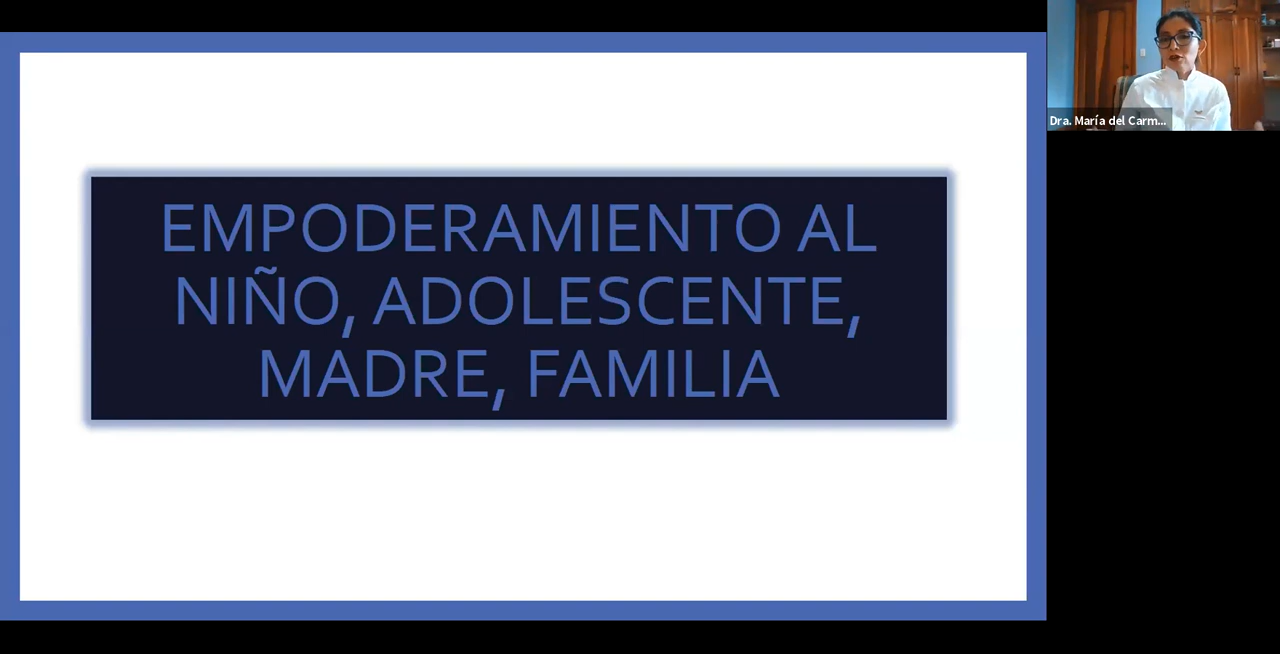 EMPODERAMIENTO AL
NIÑO, ADOLESCENTE,
MADRE, FAMILIA
Dra. María del Carm...